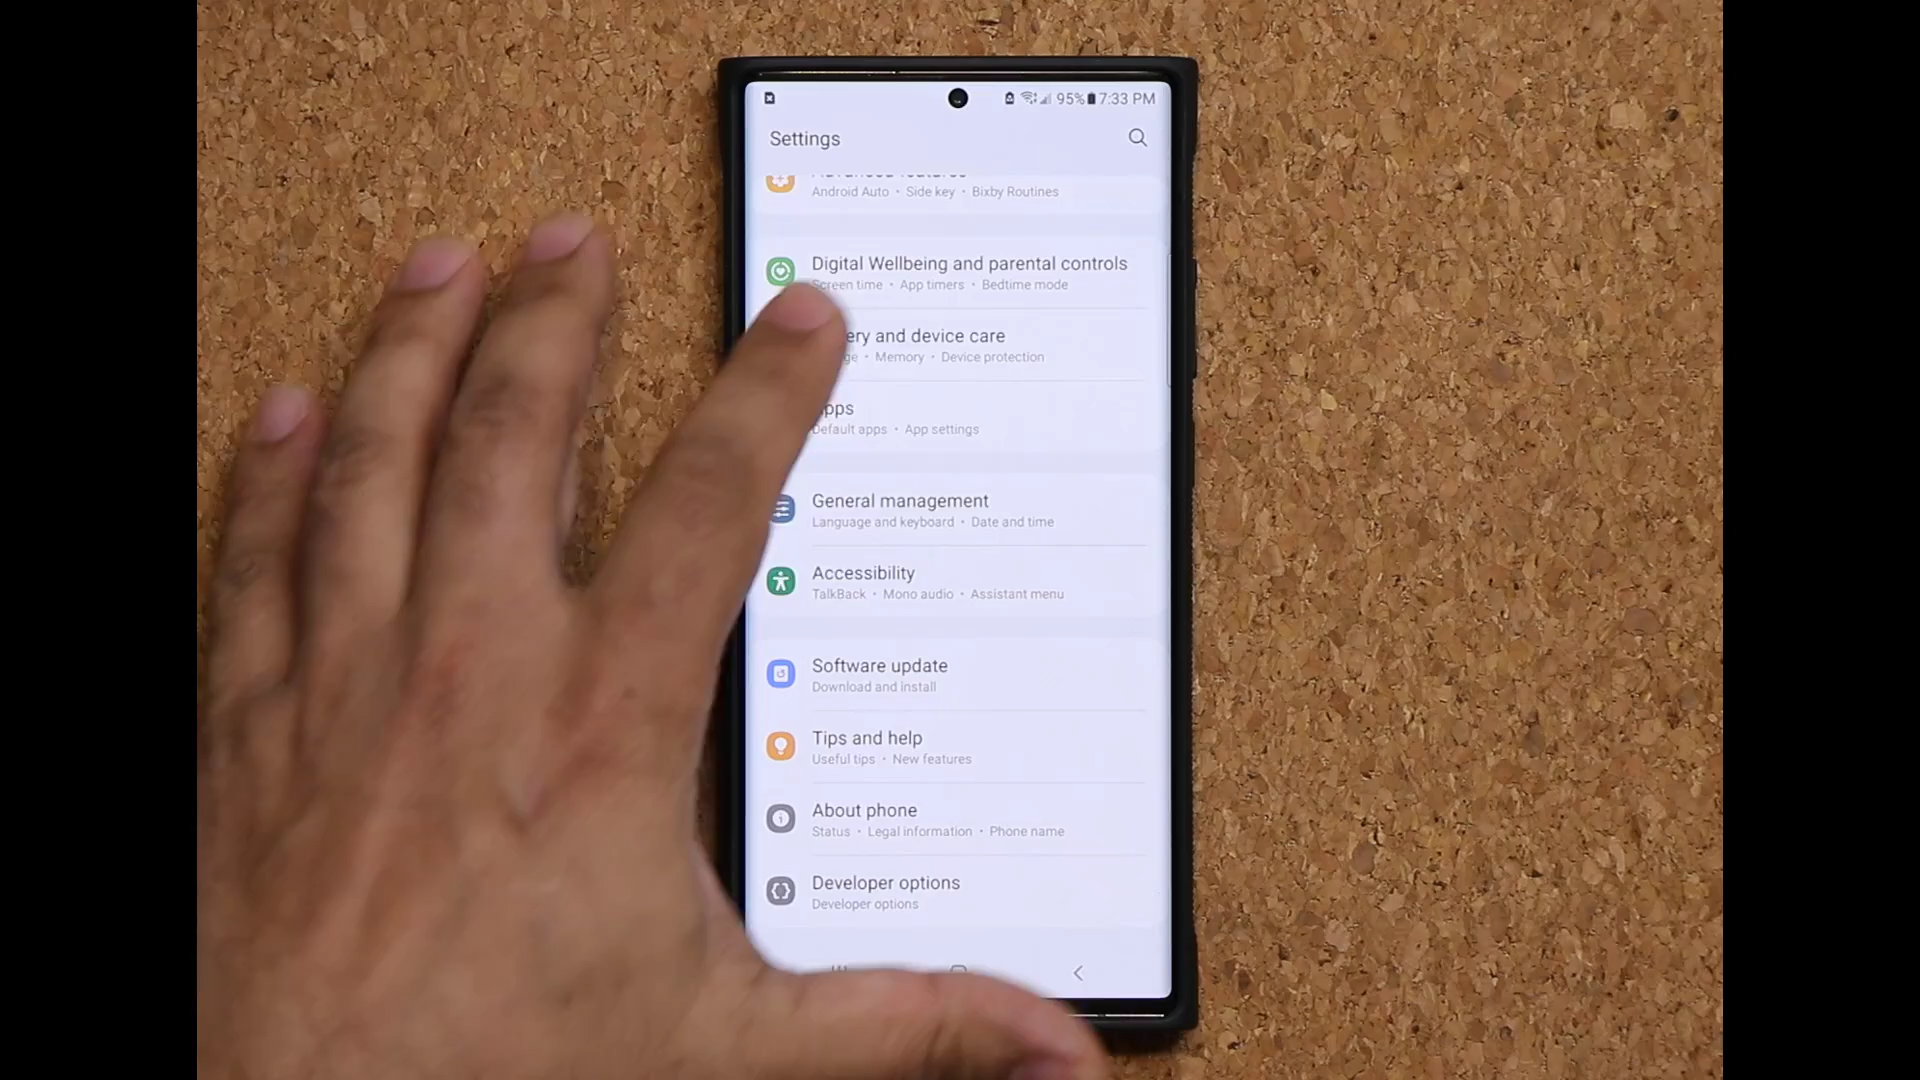 95% 7:33 PM
Settings
Advanced features
Android Auto • Side key • Bixby Routines
Digital Wellbeing and parental controls
Screen time • App timers • Bedtime mode
ery and device care
ge • Memory • Device protection
pps
Default apps • App settings
General management
Language and keyboard • Date and time
Accessibility
TalkBack • Mono audio • Assistant menu
Software update
Download and install
Tips and help
Useful tips • New features
About phone
Status • Legal information • Phone name
Developer options
Developer options